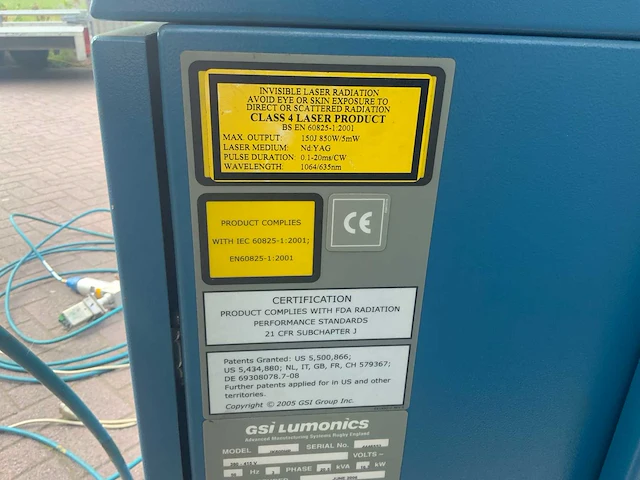 INVISIBLE LASER RADIATION
AVOID EYE OR SKIN EXPOSURE TO
DIRECT OR SCATTERED RADIATION
CLASS 4 LASER PRODUCT
BS EN 60825-1:2001
MAX. OUTPUT: 150J 850W/5mW
LASER MEDIUM: Nd:YAG
PULSE DURATION: 0.1-20ms/CW
WAVELENGTH: 1064/635nm
PRODUCT COMPLIES
WITH IEC 60825-1:2001;
EN60825-1:2001
CE
CERTIFICATION
PRODUCT COMPLIES WITH FDA RADIATION
PERFORMANCE STANDARDS
21 CFR SUBCHAPTER J
Patents Granted: US 5,500,866;
US 5,434,880; NL, IT, GB, FR, CH 579367;
DE 69308078.7-08
Further patents applied for in US and other
territories.
Copyright © 2005 GSI Group Inc.
GSI LUMONICS
Advanced Manufacturing Systems Rugby England
MODEL SERIAL No.
VOLTS ~
Hz PHASE kVA kW